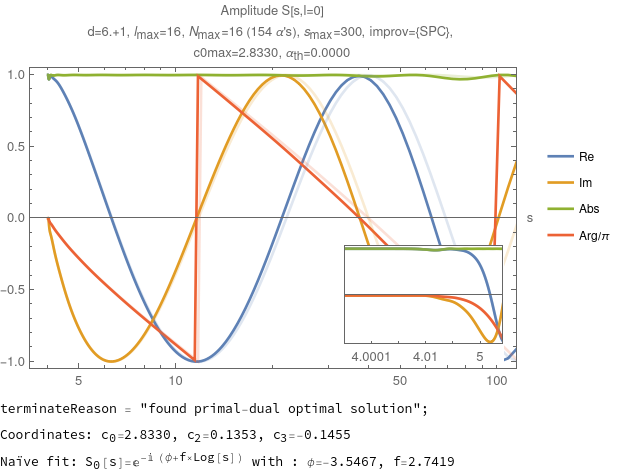 Amplitude S[s,l=0]
d=6.+1, lmax=16, Nmax=16 (154 α's), smax=300, improv={SPC},
c0max=2.8330, αth=0.0000
1.0
0.5
0.0
−0.5
−1.0
s
5
10
50
100
4.0001
4.01
5
Re
Im
Abs
Arg/π
terminateReason = "found primal-dual optimal solution";
Coordinates: c0=2.8330, c2=0.1353, c3=-0.1455
Naïve fit: S0[s]=e^-i (ϕ+f×Log[s]) with : ϕ=-3.5467, f=2.7419